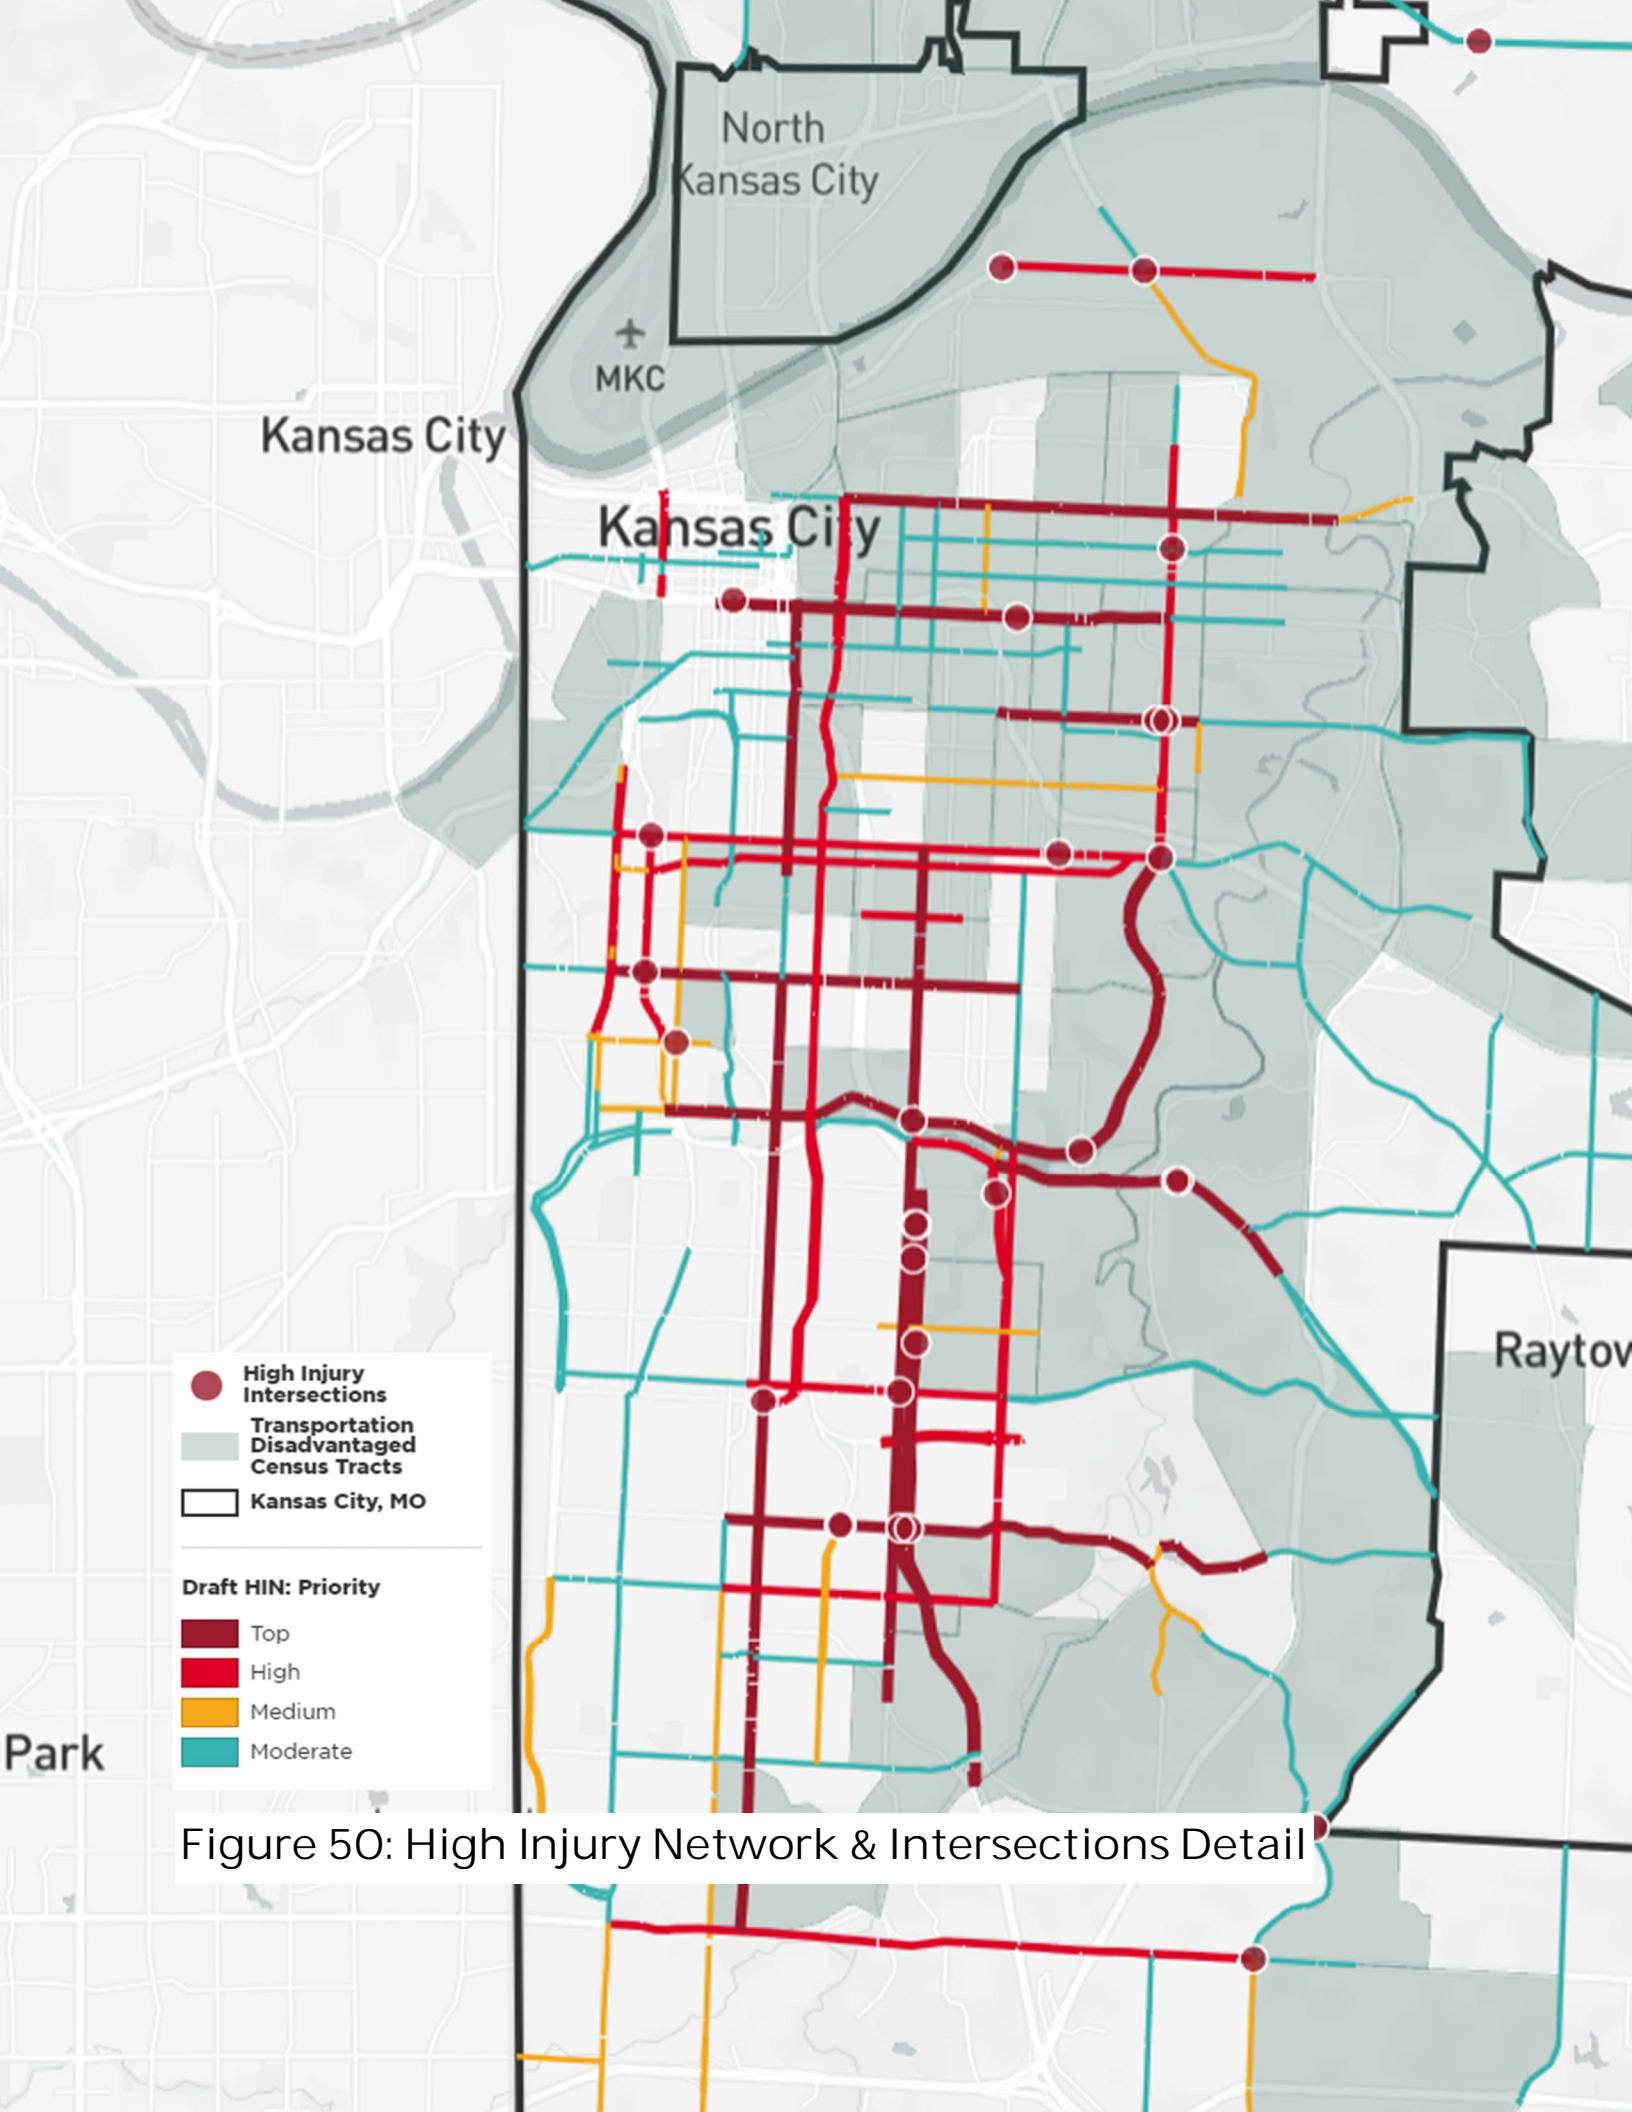 North
Kansas City
MKC
Kansas City
Kansas City
Raytow
High Injury
Intersections
Transportation
Disadvantaged
Census Tracts
Kansas City, MO
Draft HIN: Priority
Top
High
Medium
Moderate
Park
Figure 50: High Injury Network & Intersections Detail